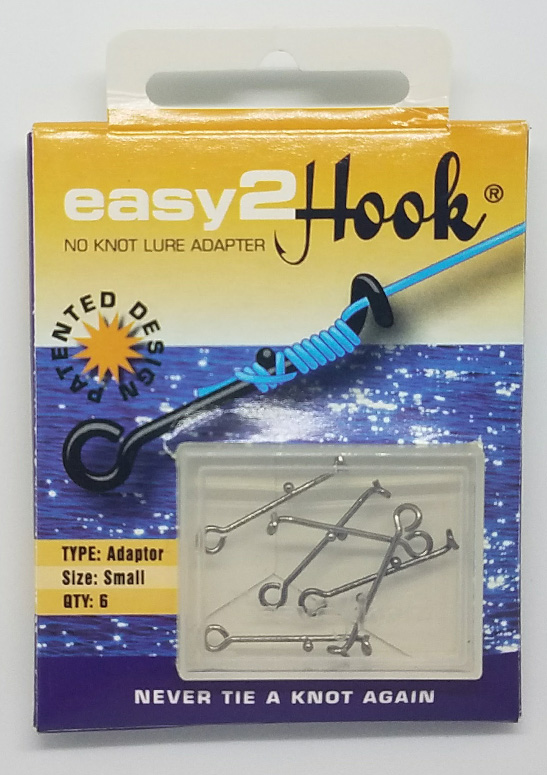 easy2Hook®
NO KNOT LURE ADAPTER
PATENTED DESIGN
TYPE: Adaptor
Size: Small
QTY: 6
NEVER TIE A KNOT AGAIN